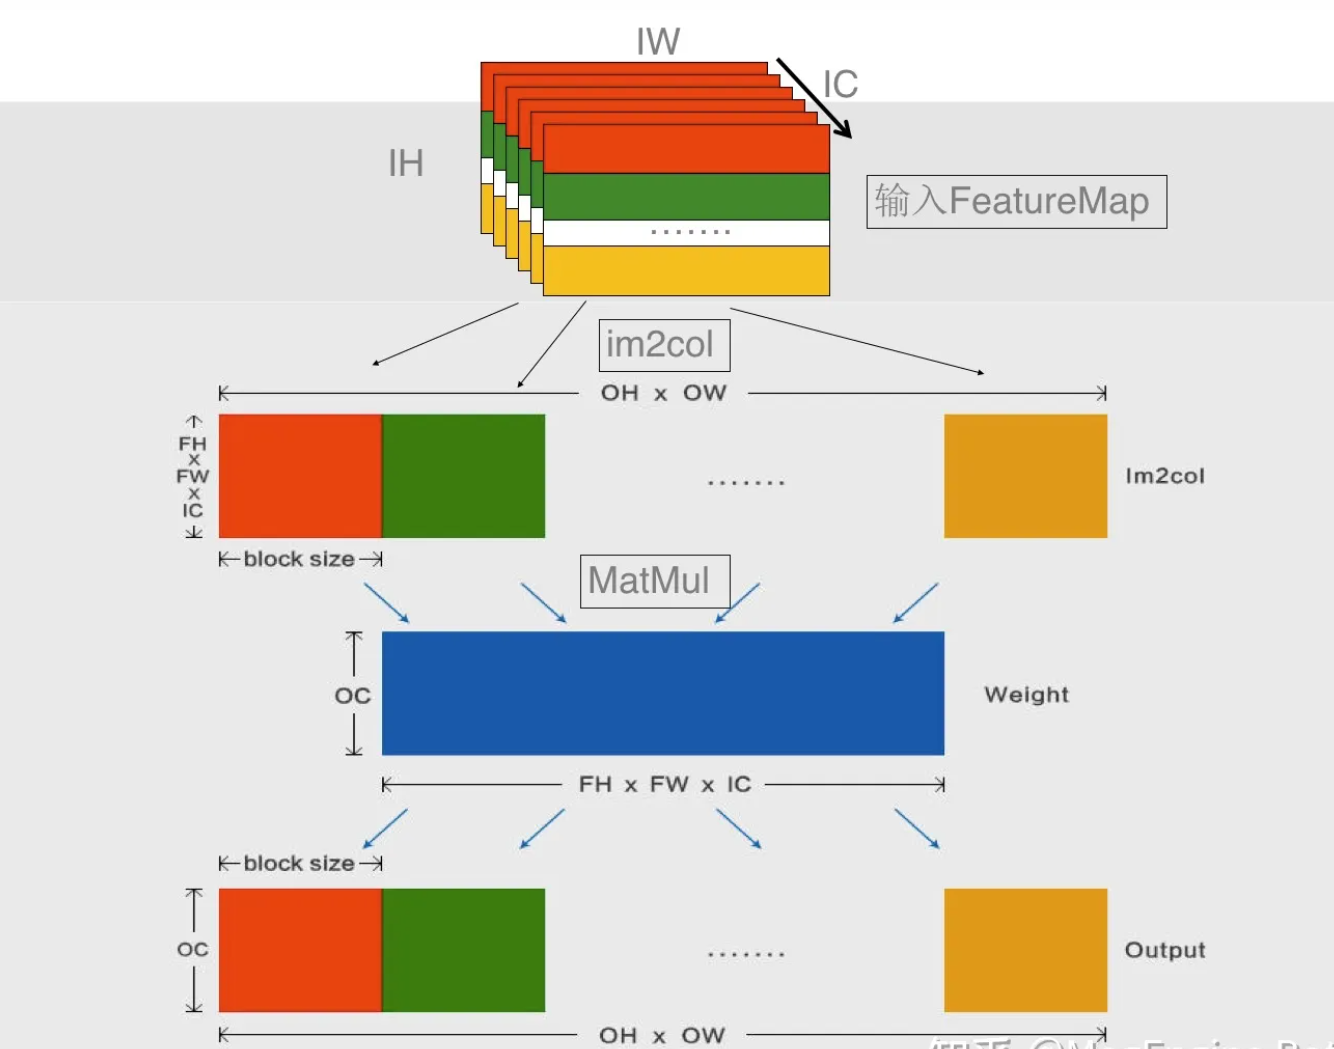 IW
IC
IH
输入FeatureMap
.......
im2col
OH x OW
FH
x
FW
x
IC
.......
Im2col
block size
MatMul
OC
Weight
FH x FW x IC
block size
OC
.......
Output
OH x OW